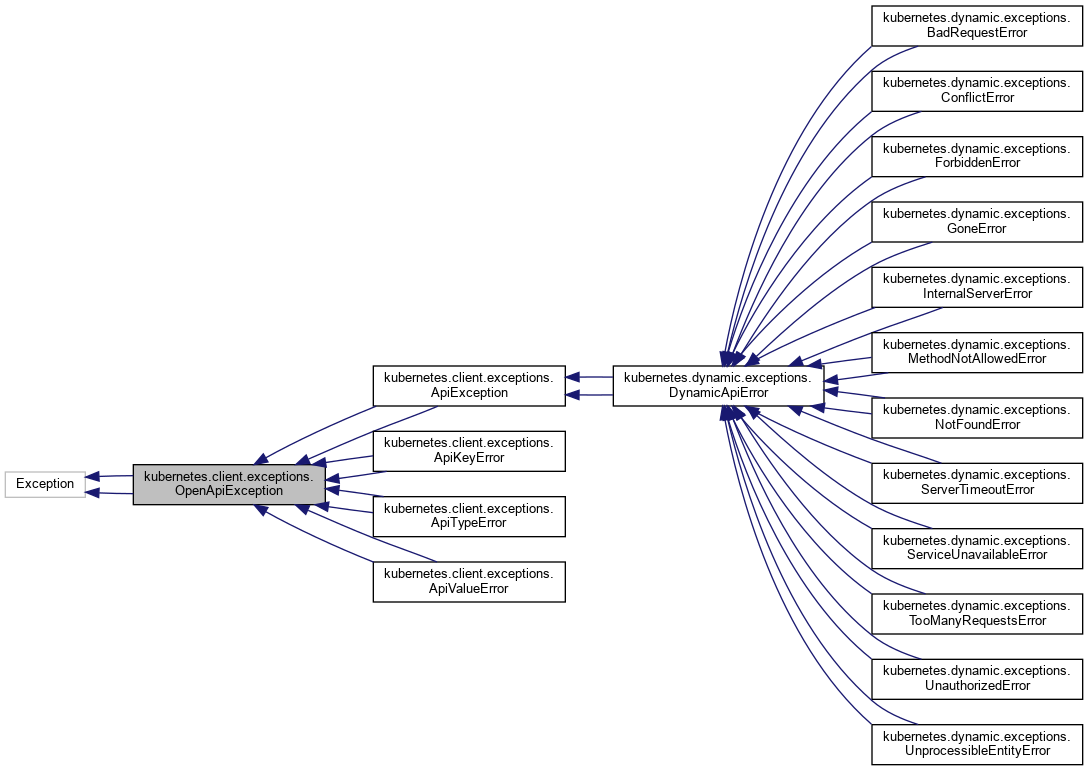 Exception
kubernetes.client.exceptions.
OpenApiException
kubernetes.client.exceptions.
ApiException
kubernetes.client.exceptions.
ApiKeyError
kubernetes.client.exceptions.
ApiTypeError
kubernetes.client.exceptions.
ApiValueError
kubernetes.dynamic.exceptions.
DynamicApiError
kubernetes.dynamic.exceptions.
BadRequestError
kubernetes.dynamic.exceptions.
ConflictError
kubernetes.dynamic.exceptions.
ForbiddenError
kubernetes.dynamic.exceptions.
GoneError
kubernetes.dynamic.exceptions.
InternalServerError
kubernetes.dynamic.exceptions.
MethodNotAllowedError
kubernetes.dynamic.exceptions.
NotFoundError
kubernetes.dynamic.exceptions.
ServerTimeoutError
kubernetes.dynamic.exceptions.
ServiceUnavailableError
kubernetes.dynamic.exceptions.
TooManyRequestsError
kubernetes.dynamic.exceptions.
UnauthorizedError
kubernetes.dynamic.exceptions.
UnprocessibleEntityError